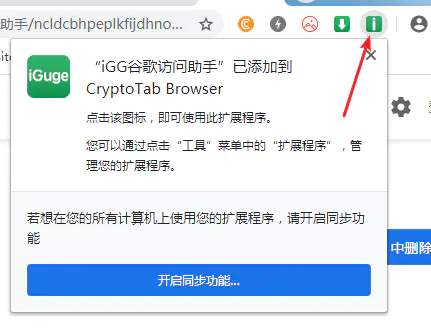 助手/ncldcbhpeplkfijdhno...
Site
iGuge
“iGG谷歌访问助手”已添加到
CryptoTab Browser
点击该图标，即可使用此扩展程序。
您可以通过点击“工具”菜单中的“扩展程序”，管
理您的扩展程序。
若想在您的所有计算机上使用您的扩展程序，请开启同步功
能
中删除
开启同步功能...